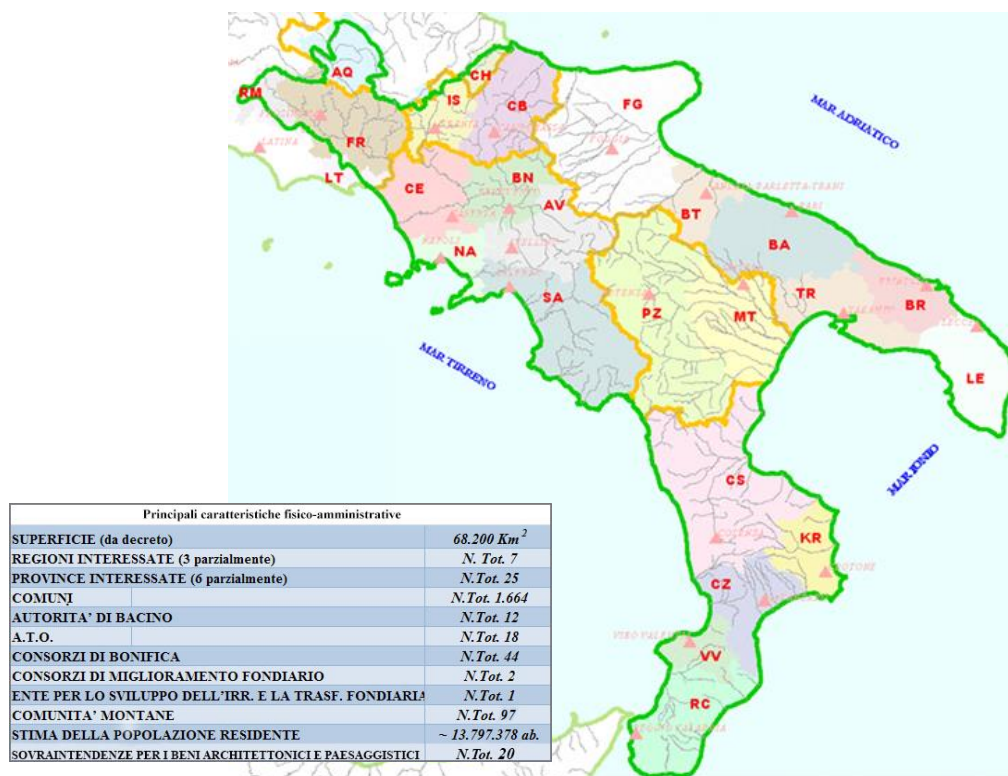 AQ
CH
RM
IS
CB
FG
MAR ADRIATICO
FR
LATINA
LT
CE
BN
AV
BT
BARI
BA
NA
NAPOLI
SA
PZ
MT
TR
BR
LECCE
MAR TIRRENO
LE
MAR IONIO
CS
KR
CZ
VV
RC
Principali caratteristiche fisico-amministrative
SUPERFICIE (da decreto) 68.200 Km²
REGIONI INTERESSATE (3 parzialmente) N. Tot. 7
PROVINCE INTERESSATE (6 parzialmente) N.Tot. 25
COMUNI N.Tot. 1.664
AUTORITA' DI BACINO N.Tot. 12
A.T.O. N.Tot. 18
CONSORZI DI BONIFICA N.Tot. 44
CONSORZI DI MIGLIORAMENTO FONDIARIO N.Tot. 2
ENTE PER LO SVILUPPO DELL'IRR. E LA TRASF. FONDIARIA N.Tot. 1
COMUNITA' MONTANE N.Tot. 97
STIMA DELLA POPOLAZIONE RESIDENTE ~ 13.797.378 ab.
SOVRAINTENDENZE PER I BENI ARCHITETTONICI E PAESAGGISTICI N.Tot. 20